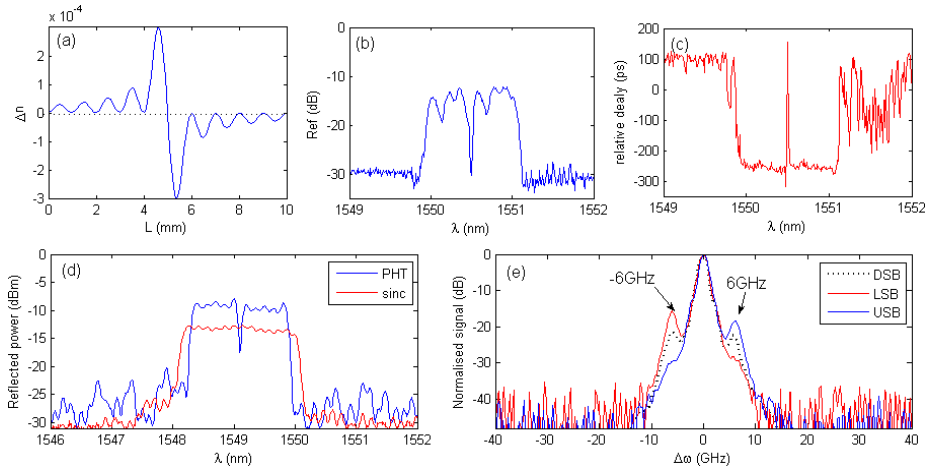 x 10^-4
3
2
1
0
-1
-2
-3
0 2 4 6 8 10
L (mm)
Δn
(a)
0
-10
-20
-30
1549 1550 1551 1552
λ (nm)
Ref (dB)
(b)
200
100
0
-100
-200
-300
1549 1550 1551 1552
λ (nm)
relative dealy (ps)
(c)
0
-5
-10
-15
-20
-25
-30
1546 1547 1548 1549 1550 1551 1552
λ (nm)
Reflected power (dBm)
(d)
PHT
sinc
0
-10
-20
-30
-40
-40 -30 -20 -10 0 10 20 30 40
Δω (GHz)
Normalised signal (dB)
(e)
-6GHz
6GHz
DSB
LSB
USB